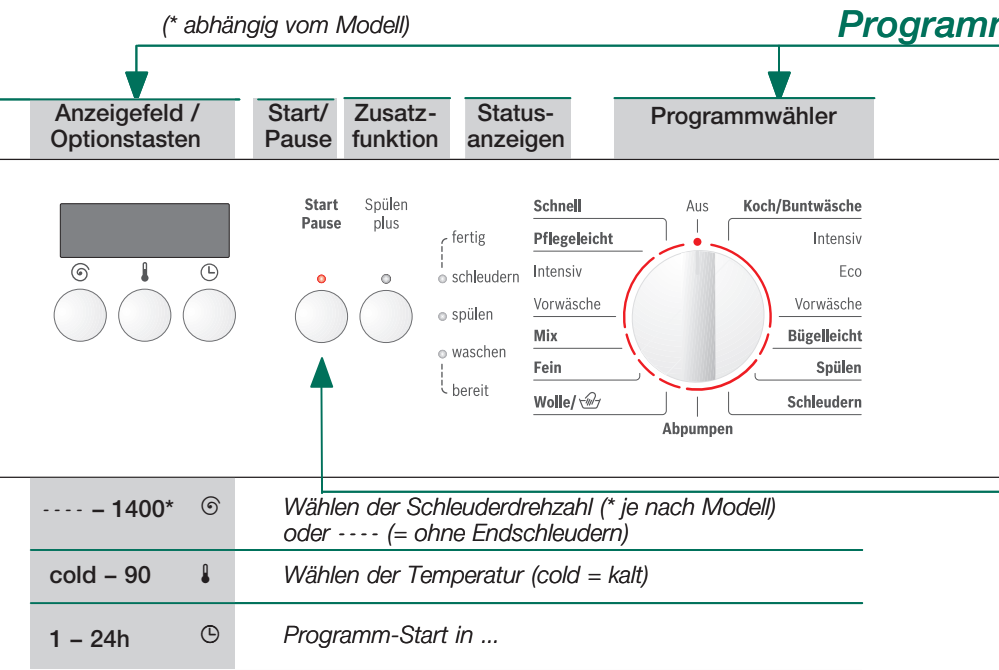 (* abhängig vom Modell)
Anzeigefeld /
Optionstasten
Start/
Pause
Zusatz-
funktion
Status-
anzeigen
Programmwähler
Start
Pause
Spülen
plus
fertig
schleudern
spülen
waschen
bereit
Schnell
Pflegeleicht
Intensiv
Vorwäsche
Mix
Fein
Wolle/
Aus
Koch/Buntwäsche
Intensiv
Eco
Vorwäsche
Bügelleicht
Spülen
Schleudern
Abpumpen
- - - - – 1400*
Wählen der Schleuderdrehzahl (* je nach Modell)
oder - - - - (= ohne Endschleudern)
cold – 90
Wählen der Temperatur (cold = kalt)
1 – 24h
Programm-Start in ...